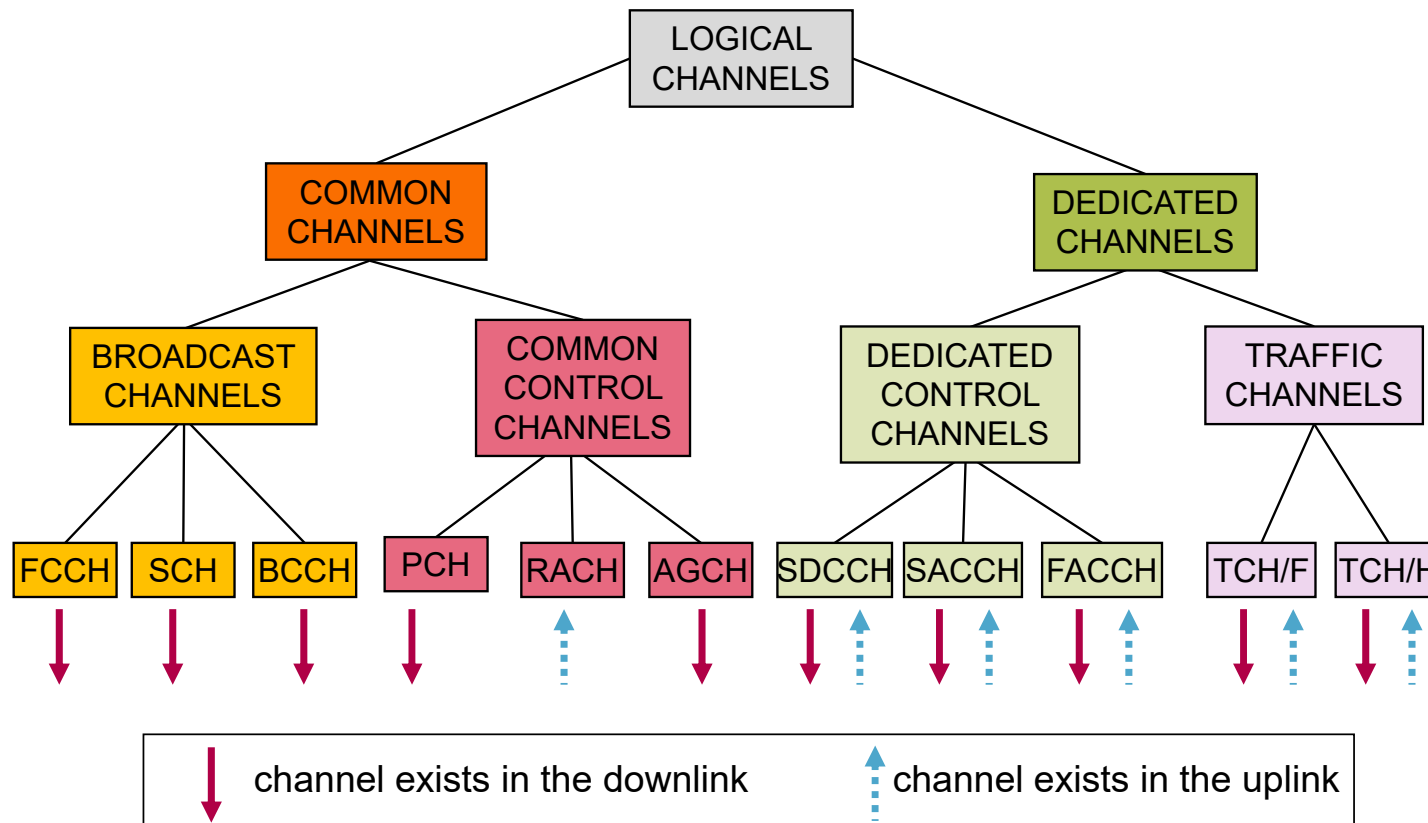 LOGICAL
CHANNELS
COMMON
CHANNELS
DEDICATED
CHANNELS
BROADCAST
CHANNELS
COMMON
CONTROL
CHANNELS
DEDICATED
CONTROL
CHANNELS
TRAFFIC
CHANNELS
FCCH
SCH
BCCH
PCH
RACH
AGCH
SDCCH
SACCH
FACCH
TCH/F
TCH/H
channel exists in the downlink
channel exists in the uplink